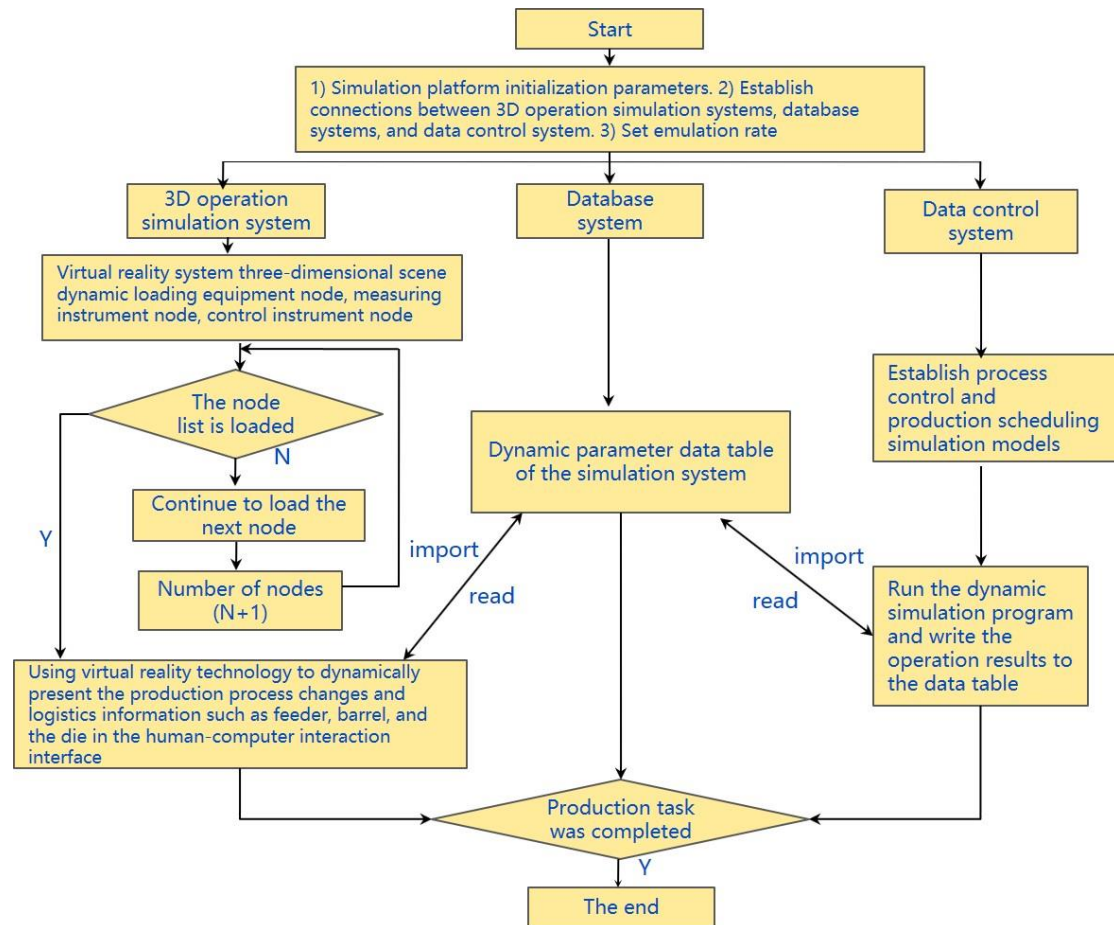 Start
1) Simulation platform initialization parameters. 2) Establish
connections between 3D operation simulation systems, database
systems, and data control system. 3) Set emulation rate
3D operation
simulation system
Database
system
Data control
system
Virtual reality system three-dimensional scene
dynamic loading equipment node, measuring
instrument node, control instrument node
The node
list is loaded
N
Y
Continue to load the
next node
Number of nodes
(N+1)
Establish process
control and
production scheduling
simulation models
Dynamic parameter data table
of the simulation system
import
read
import
read
Run the dynamic
simulation program
and write the
operation results to
the data table
Using virtual reality technology to dynamically
present the production process changes and
logistics information such as feeder, barrel, and
the die in the human-computer interaction
interface
Production task
was completed
Y
The end